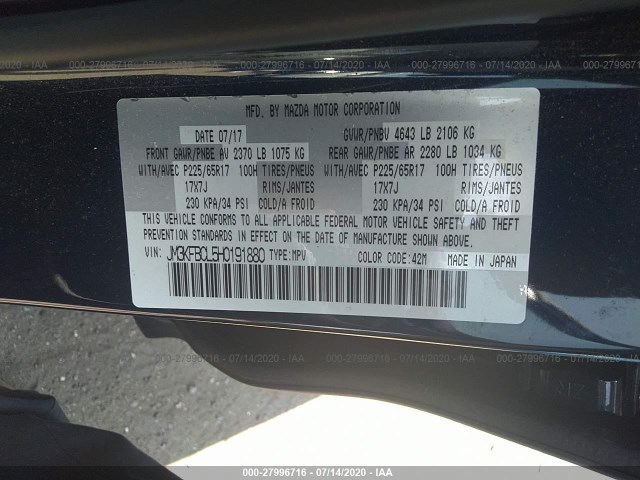 000-27996716 - 07/14/2020 - IAA
MFD. BY MAZDA MOTOR CORPORATION
DATE 07/17 GVWR/PNBV 4643 LB 2106 KG
FRONT GAWR/PNBE AV 2370 LB 1075 KG REAR GAWR/PNBE AR 2280 LB 1034 KG
WITH/AVEC P225/65R17 100H TIRES/PNEUS WITH/AVEC P225/65R17 100H TIRES/PNEUS
17X7J RIMS/JANTES 17X7J RIMS/JANTES
230 KPA/34 PSI COLD/A FROID 230 KPA/34 PSI COLD/A FROID
THIS VEHICLE CONFORMS TO ALL APPLICABLE FEDERAL MOTOR VEHICLE SAFETY AND THEFT
PREVENTION STANDARDS IN EFFECT ON THE DATE OF MANUFACTURE SHOWN ABOVE.
VIN: JM3KFBCL5H0191880 TYPE:MPV COLOR CODE:42M MADE IN JAPAN
000-27996716 - 07/14/2020 - IAA